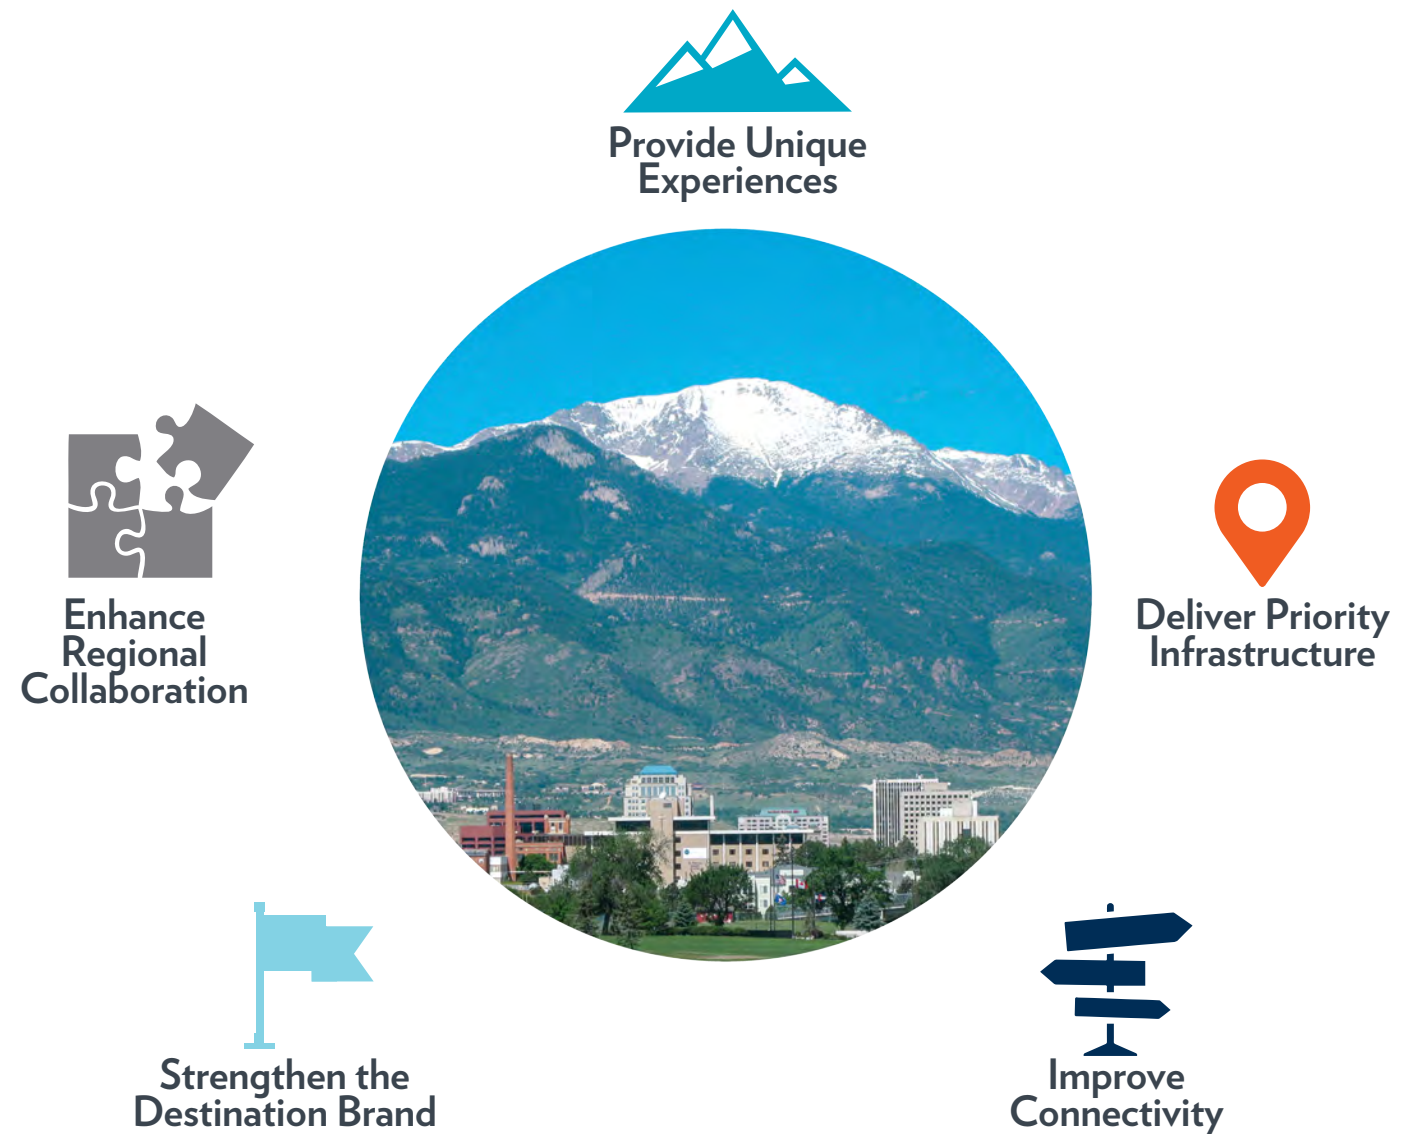 Provide Unique
Experiences
Enhance
Regional
Collaboration
Deliver Priority
Infrastructure
Strengthen the
Destination Brand
Improve
Connectivity